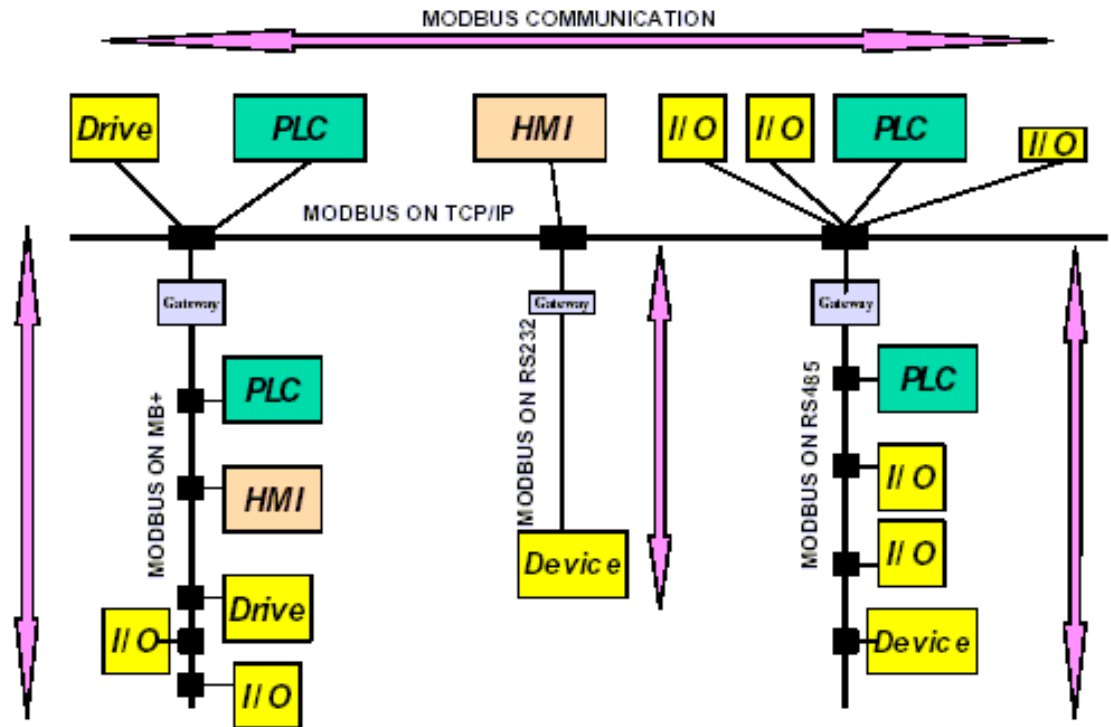 MODBUS COMMUNICATION
Drive
PLC
HMI
I/O
I/O
PLC
I/O
MODBUS ON TCP/IP
Gateway
Gateway
Gateway
MODBUS ON MB+
PLC
HMI
Drive
I/O
I/O
MODBUS ON RS232
Device
MODBUS ON RS485
PLC
I/O
I/O
Device